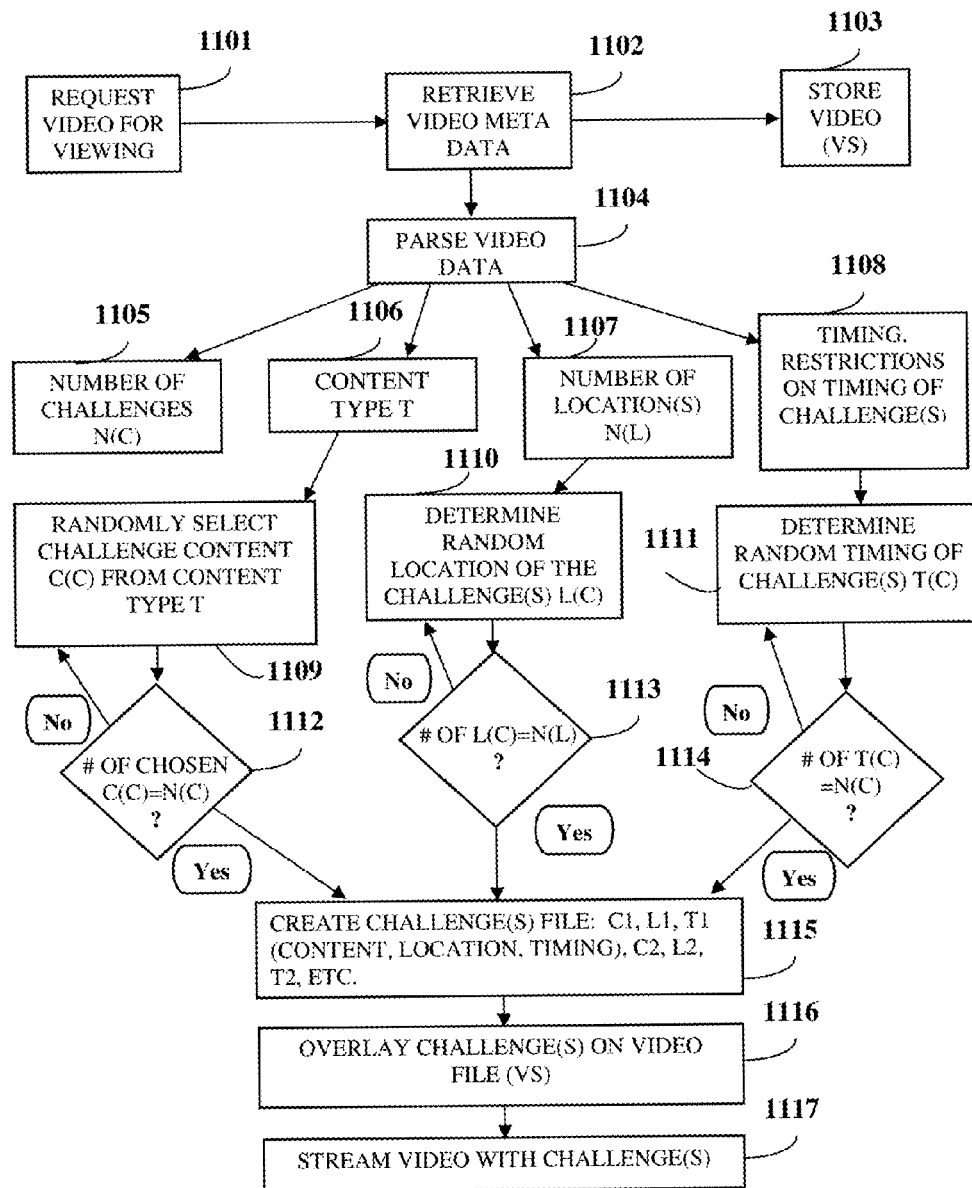 1101
REQUEST
VIDEO FOR
VIEWING
1102
RETRIEVE
VIDEO META
DATA
1103
STORE
VIDEO
(VS)
1104
PARSE VIDEO
DATA
1105
NUMBER OF
CHALLENGES
N(C)
1106
CONTENT
TYPE T
1107
NUMBER OF
LOCATION(S)
N(L)
1108
TIMING.
RESTRICTIONS
ON TIMING OF
CHALLENGE(S)
RANDOMLY SELECT
CHALLENGE CONTENT
C(C) FROM CONTENT
TYPE T
1109
1110
DETERMINE
RANDOM
LOCATION OF THE
CHALLENGE(S) L(C)
1111
DETERMINE
RANDOM TIMING OF
CHALLENGE(S) T(C)
No
# OF CHOSEN
C(C)=N(C)
?
1112
Yes
No
# OF L(C)=N(L)
?
1113
Yes
No
1114
# OF T(C)
=N(C)
?
Yes
CREATE CHALLENGE(S) FILE: C1, L1, T1
(CONTENT, LOCATION, TIMING), C2, L2,
T2, ETC.
1115
OVERLAY CHALLENGE(S) ON VIDEO
FILE (VS)
1116
STREAM VIDEO WITH CHALLENGE(S)
1117